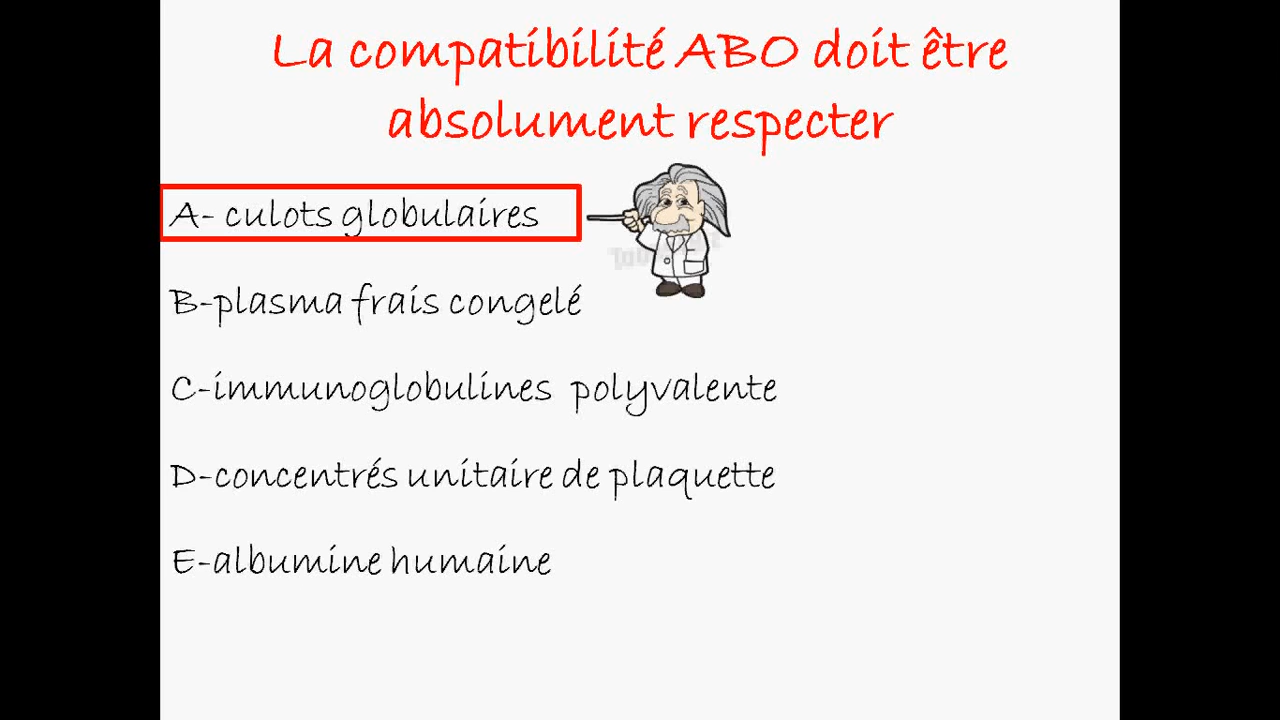 La compatibilité ABO doit être
absolument respecter
A- culots globulaires
B-plasma frais congelé
C-immunoglobulines polyvalente
D-concentrés unitaire de plaquette
E-albumine humaine